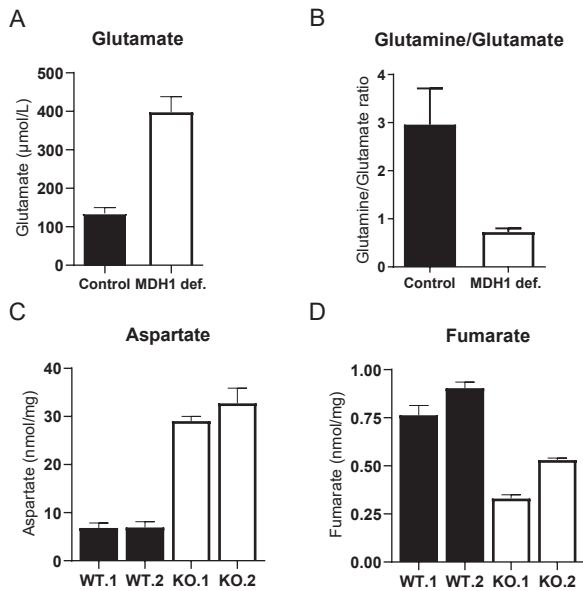 A
Glutamate
Glutamate (µmol/L)
500
400
300
200
100
0
Control MDH1 def.
B
Glutamine/Glutamate
Glutamine/Glutamate ratio
4
3
2
1
0
Control MDH1 def.
C
Aspartate
Aspartate (nmol/mg)
40
30
20
10
0
WT.1 WT.2 KO.1 KO.2
D
Fumarate
Fumarate (nmol/mg)
1.00
0.75
0.50
0.25
0.00
WT.1 WT.2 KO.1 KO.2